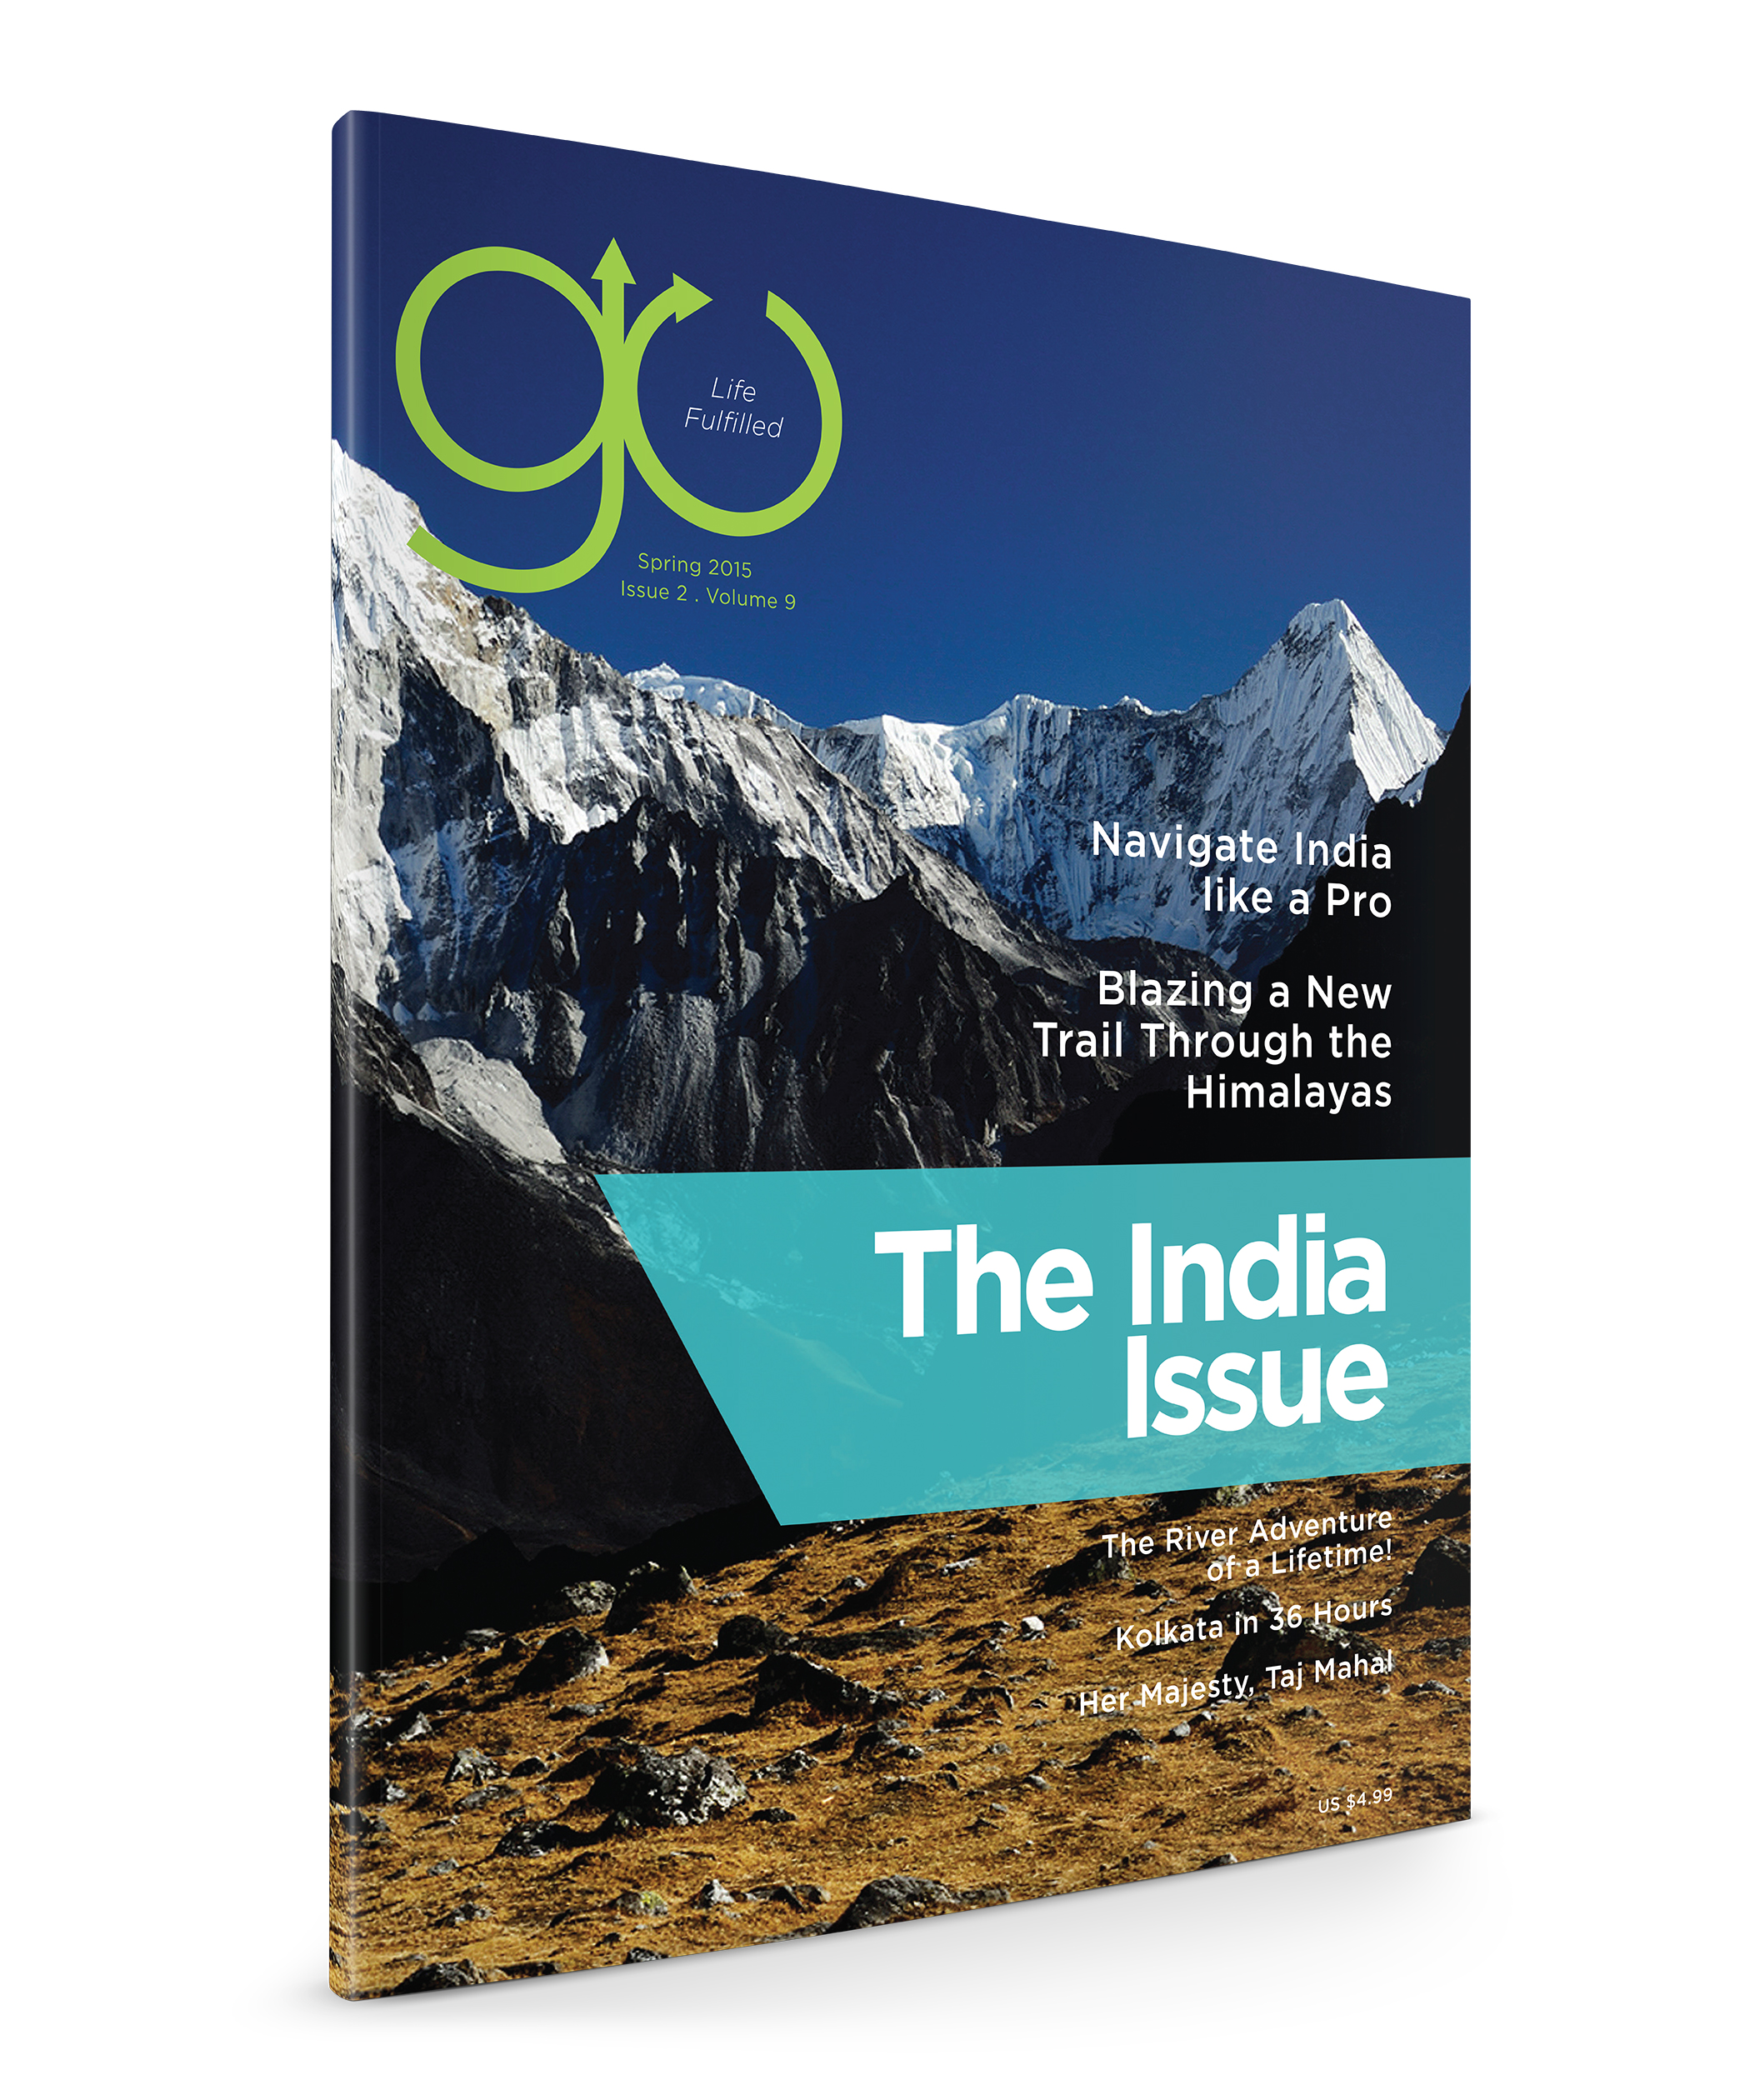 go
Life
Fulfilled
Spring 2015
Issue 2 . Volume 9
Navigate India
like a Pro
Blazing a New
Trail Through the
Himalayas
The India
Issue
The River Adventure
of a Lifetime!
Kolkata in 36 Hours
Her Majesty, Taj Mahal
US $4.99